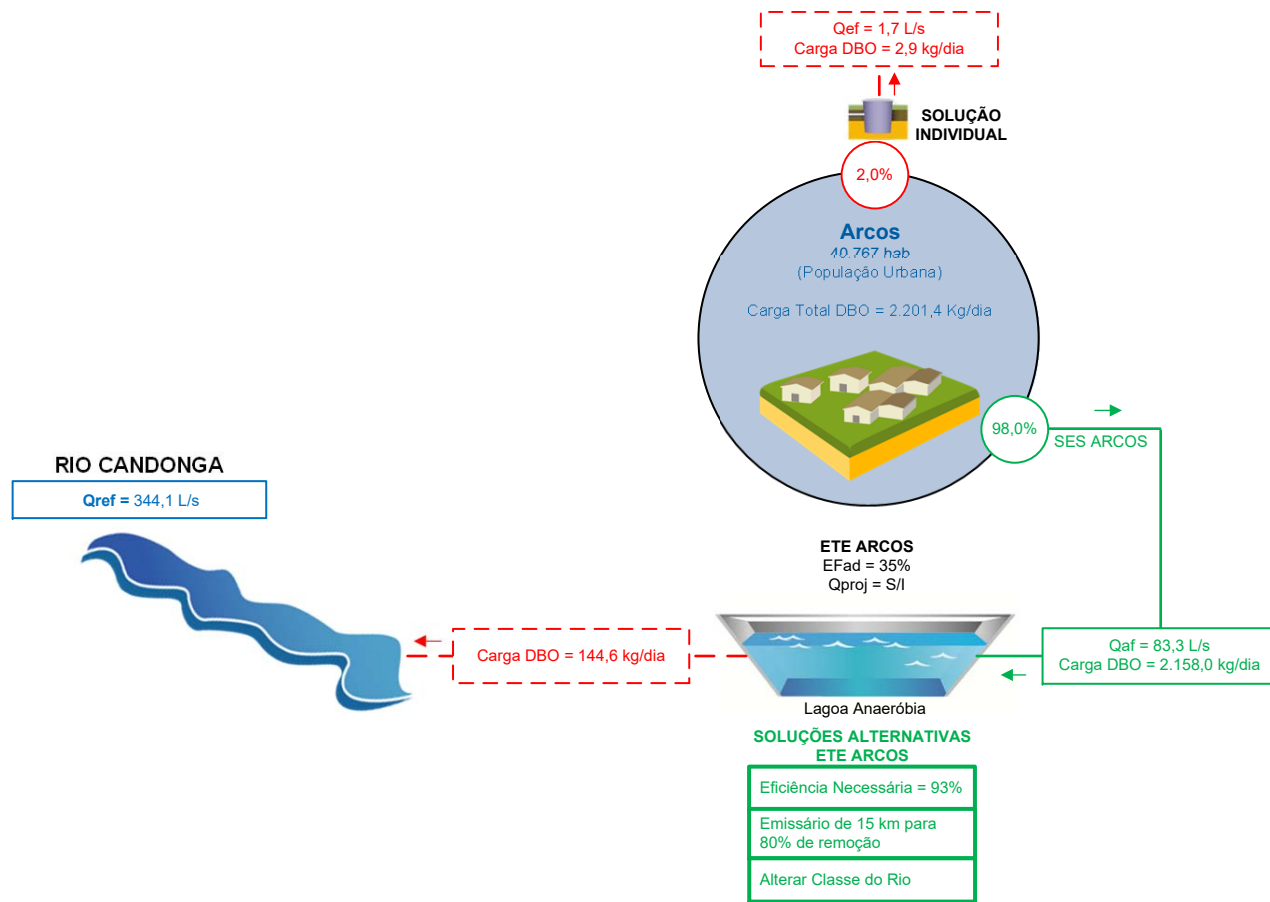 Qef = 1,7 L/s
Carga DBO = 2,9 kg/dia
SOLUÇÃO
INDIVIDUAL
2,0%
Arcos
40.767 hab
(População Urbana)
Carga Total DBO = 2.201,4 Kg/dia
98,0%
SES ARCOS
RIO CANDONGA
Qref = 344,1 L/s
ETE ARCOS
EFad = 35%
Qproj = S/I
Carga DBO = 144,6 kg/dia
Qaf = 83,3 L/s
Carga DBO = 2.158,0 kg/dia
Lagoa Anaeróbia
SOLUÇÕES ALTERNATIVAS
ETE ARCOS
Eficiência Necessária = 93%
Emissário de 15 km para
80% de remoção
Alterar Classe do Rio